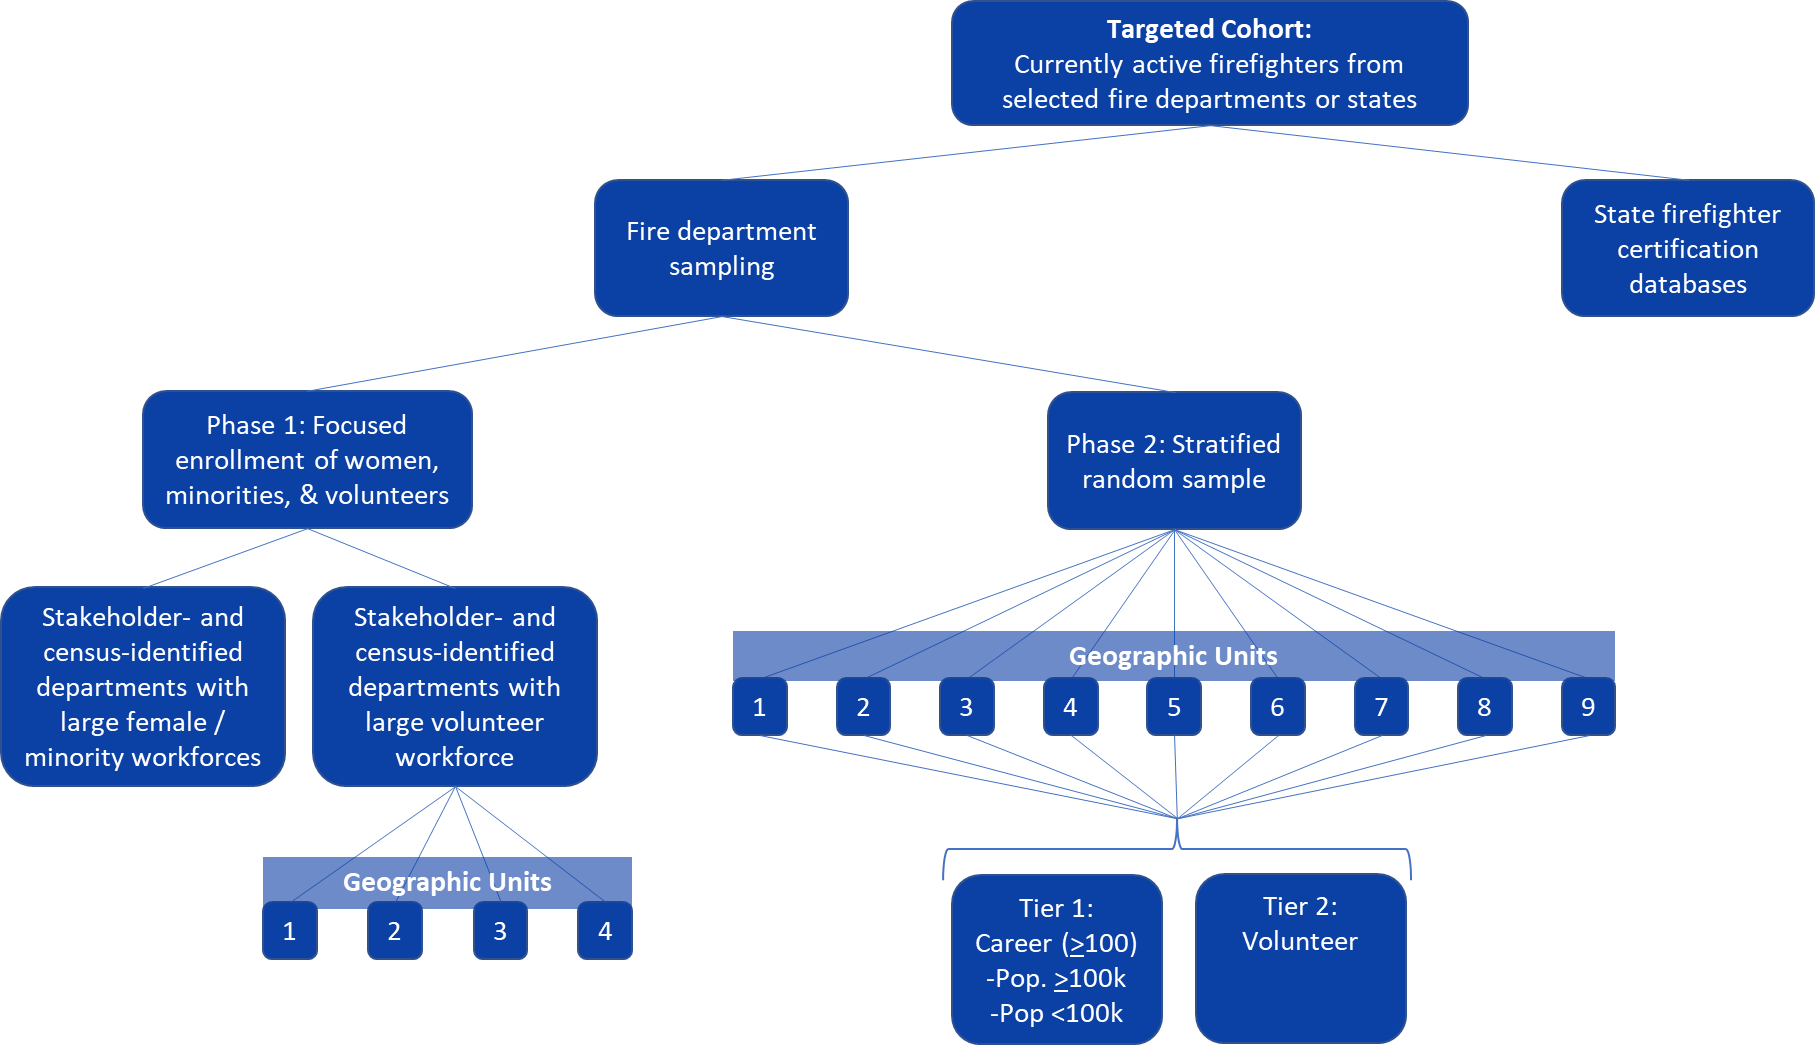 Targeted Cohort:
Currently active firefighters from
selected fire departments or states
Fire department
sampling
State firefighter
certification
databases
Phase 1: Focused
enrollment of women,
minorities, & volunteers
Phase 2: Stratified
random sample
Stakeholder- and
census-identified
departments with
large female /
minority workforces
Stakeholder- and
census-identified
departments with
large volunteer
workforce
Geographic Units
1 2 3 4 5 6 7 8 9
Geographic Units
1 2 3 4
Tier 1:
Career (≥100)
-Pop. ≥100k
-Pop <100k
Tier 2:
Volunteer